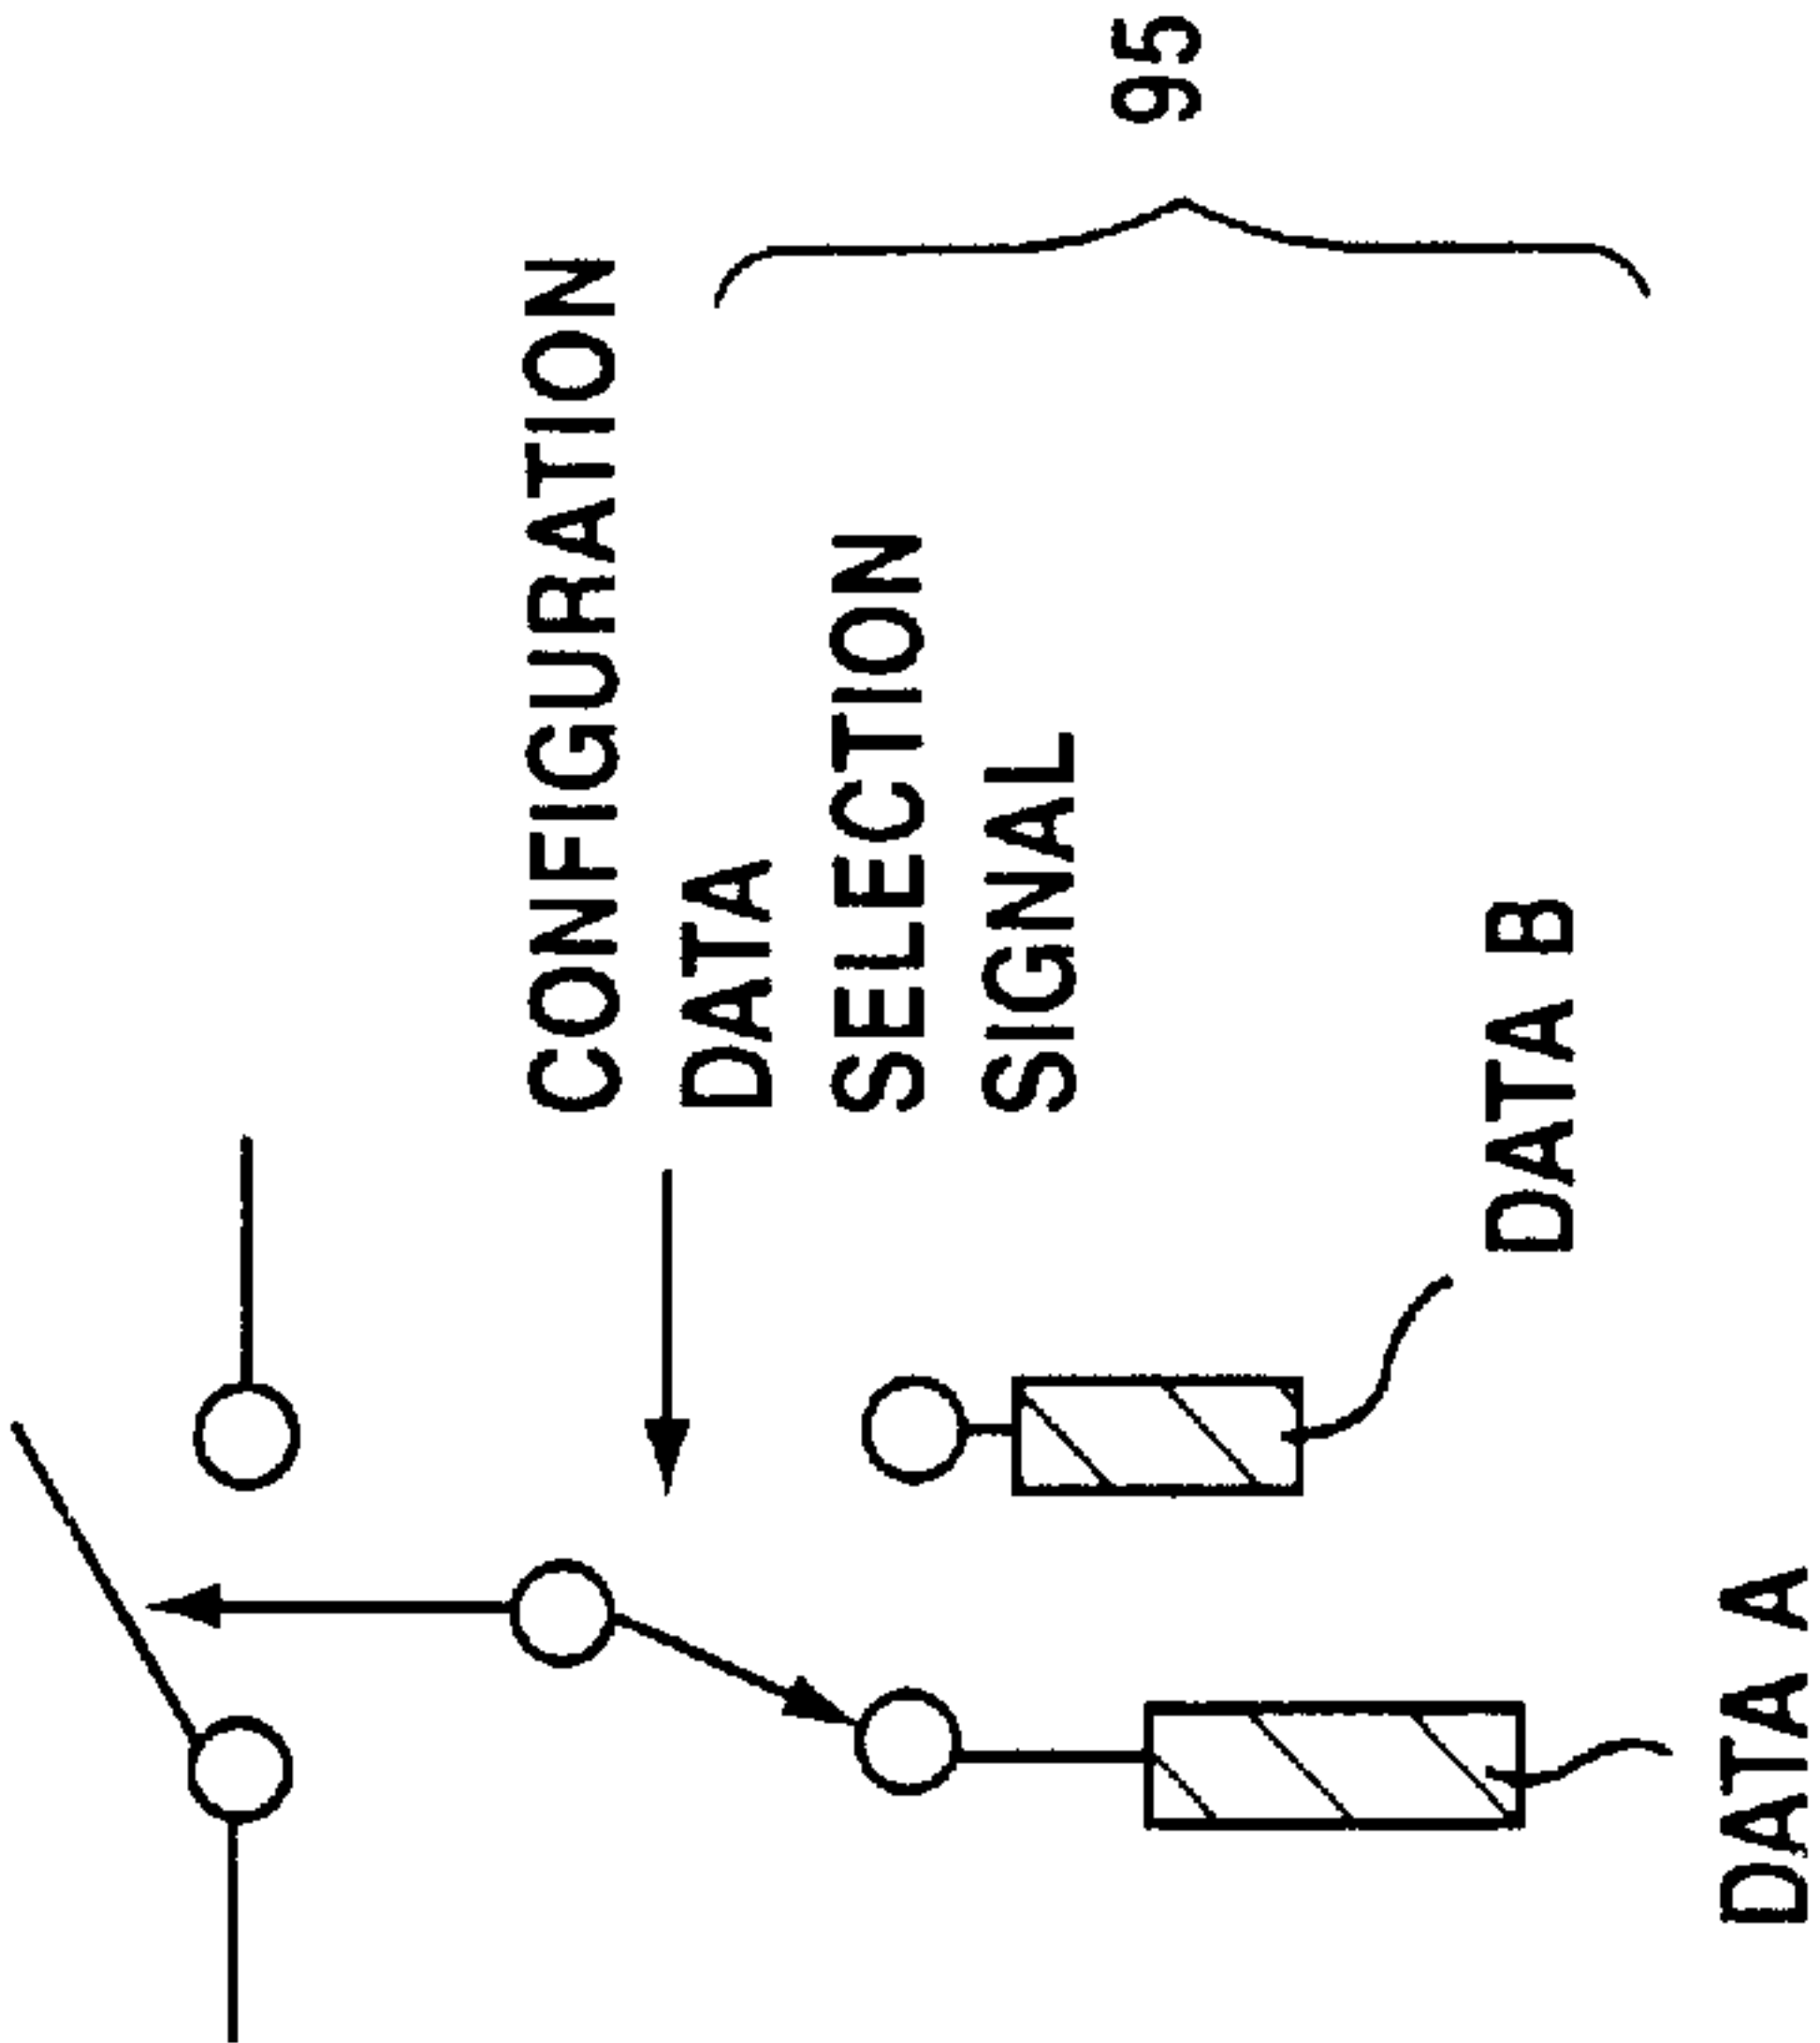 CONFIGURATION
DATA
SELECTION
SIGNAL
95
DATA B
DATA A